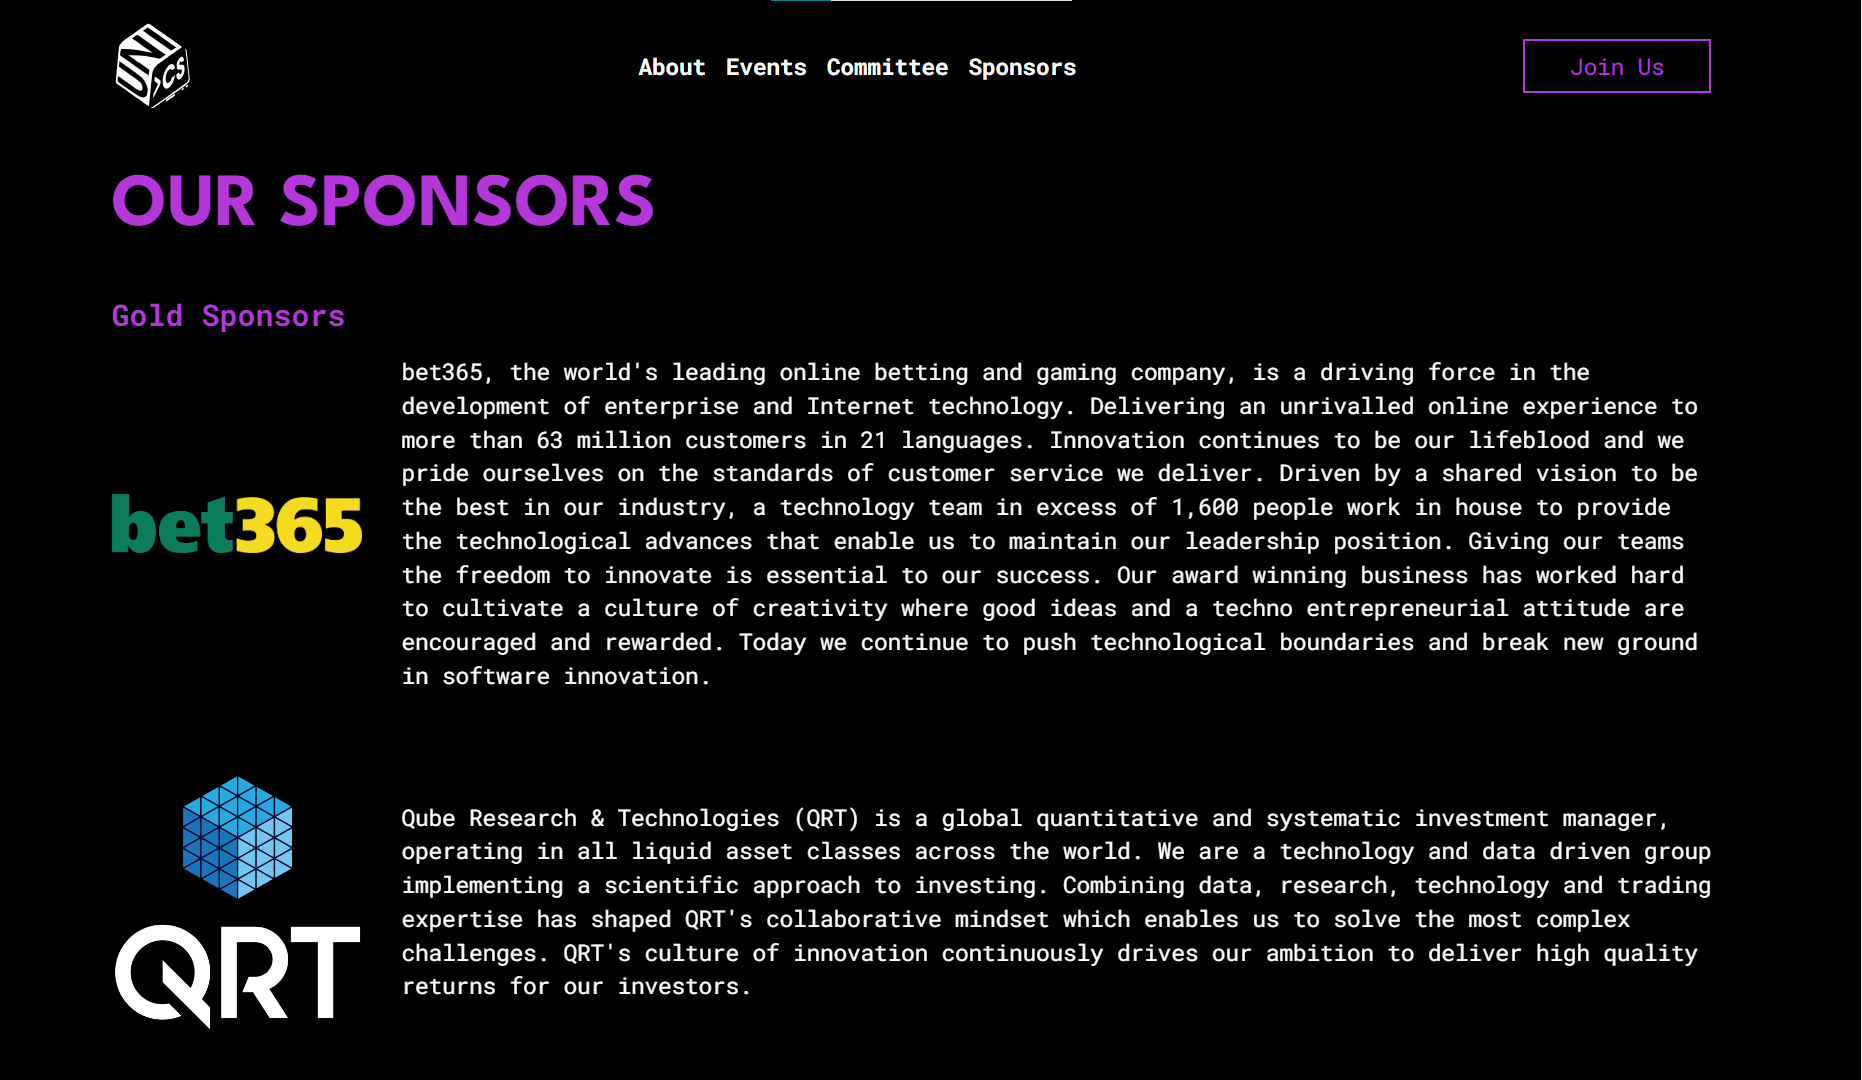 UNI
>CS
About Events Committee Sponsors
Join Us
OUR SPONSORS
Gold Sponsors
bet365
bet365, the world's leading online betting and gaming company, is a driving force in the
development of enterprise and Internet technology. Delivering an unrivalled online experience to
more than 63 million customers in 21 languages. Innovation continues to be our lifeblood and we
pride ourselves on the standards of customer service we deliver. Driven by a shared vision to be
the best in our industry, a technology team in excess of 1,600 people work in house to provide
the technological advances that enable us to maintain our leadership position. Giving our teams
the freedom to innovate is essential to our success. Our award winning business has worked hard
to cultivate a culture of creativity where good ideas and a techno entrepreneurial attitude are
encouraged and rewarded. Today we continue to push technological boundaries and break new ground
in software innovation.
QRT
Qube Research & Technologies (QRT) is a global quantitative and systematic investment manager,
operating in all liquid asset classes across the world. We are a technology and data driven group
implementing a scientific approach to investing. Combining data, research, technology and trading
expertise has shaped QRT's collaborative mindset which enables us to solve the most complex
challenges. QRT's culture of innovation continuously drives our ambition to deliver high quality
returns for our investors.